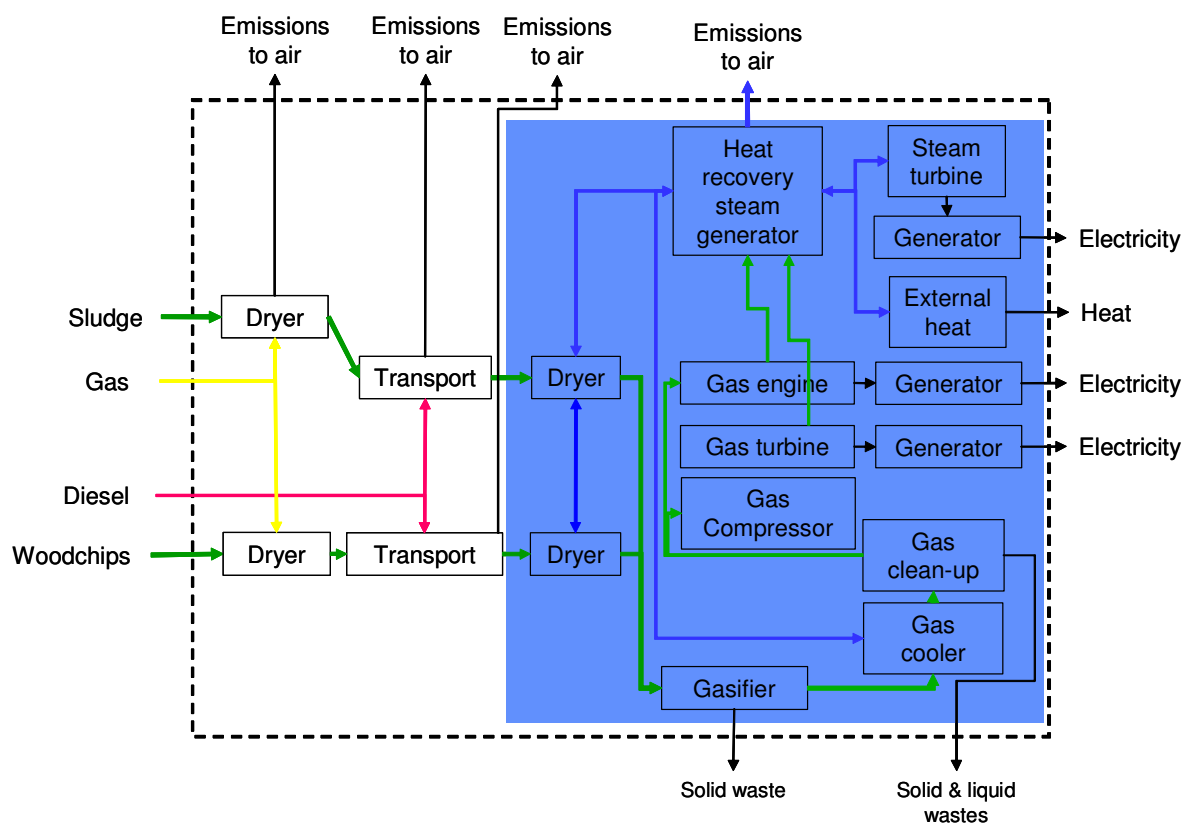 Emissions
to air
Emissions
to air
Emissions
to air
Emissions
to air
Heat
recovery
steam
generator
Steam
turbine
Generator
Electricity
Sludge
Dryer
External
heat
Heat
Gas
Transport
Dryer
Gas engine
Generator
Electricity
Gas turbine
Generator
Electricity
Diesel
Gas
Compressor
Woodchips
Dryer
Transport
Dryer
Gas
clean-up
Gas
cooler
Gasifier
Solid waste
Solid & liquid
wastes